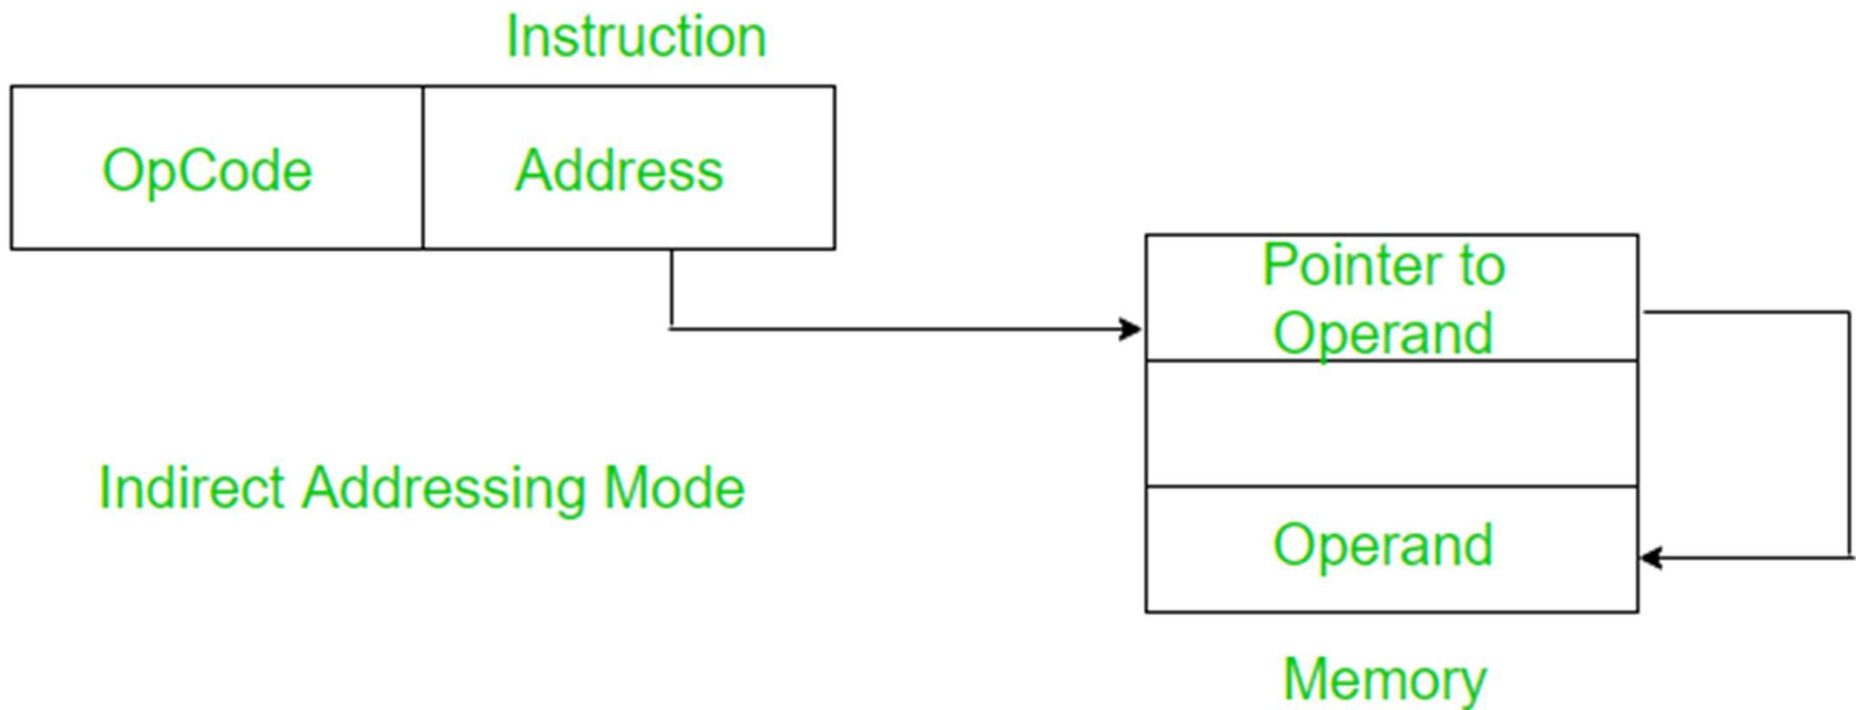 Instruction
OpCode
Address
Pointer to
Operand
Indirect Addressing Mode
Operand
Memory